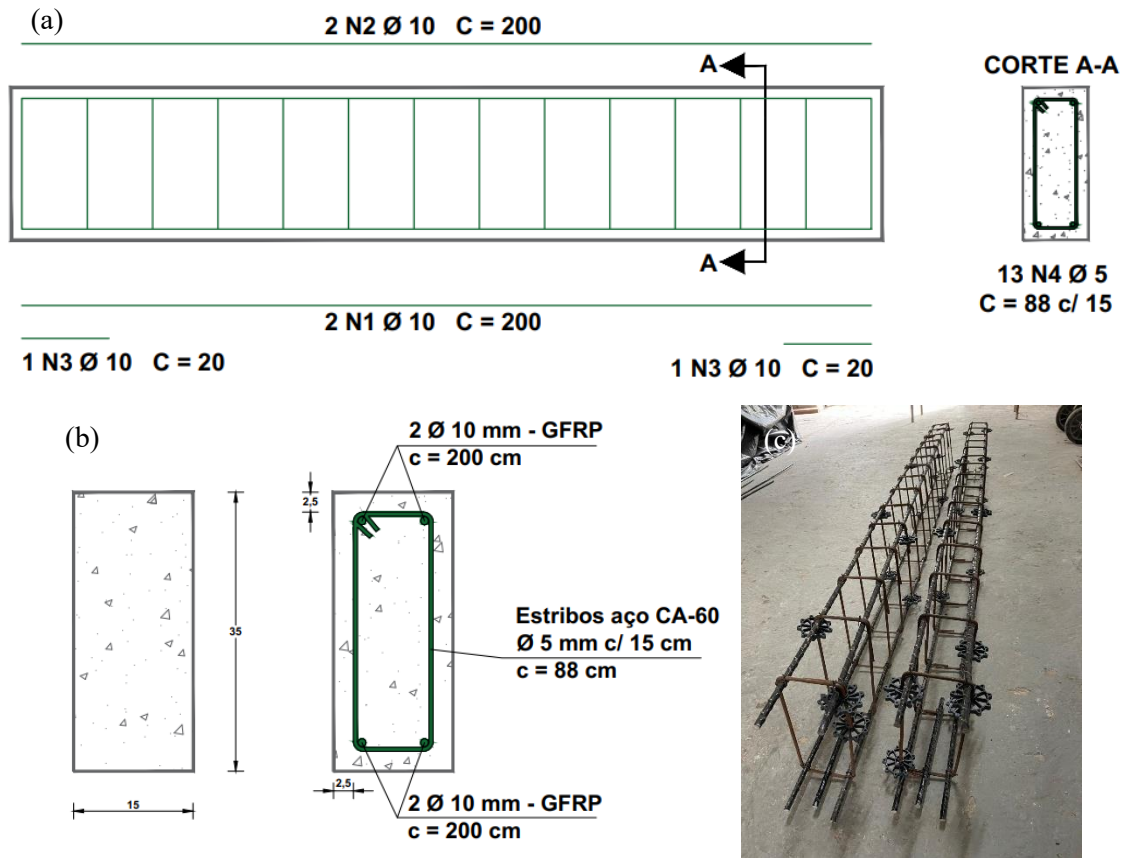 (a)
2 N2 Ø 10 C = 200
A
CORTE A-A
A
13 N4 Ø 5
C = 88 c/ 15
2 N1 Ø 10 C = 200
1 N3 Ø 10 C = 20
1 N3 Ø 10 C = 20
(b)
2 Ø 10 mm - GFRP
c = 200 cm
2,5
35
Estribos aço CA-60
Ø 5 mm c/ 15 cm
c = 88 cm
2,5
15
2 Ø 10 mm - GFRP
c = 200 cm
(c)